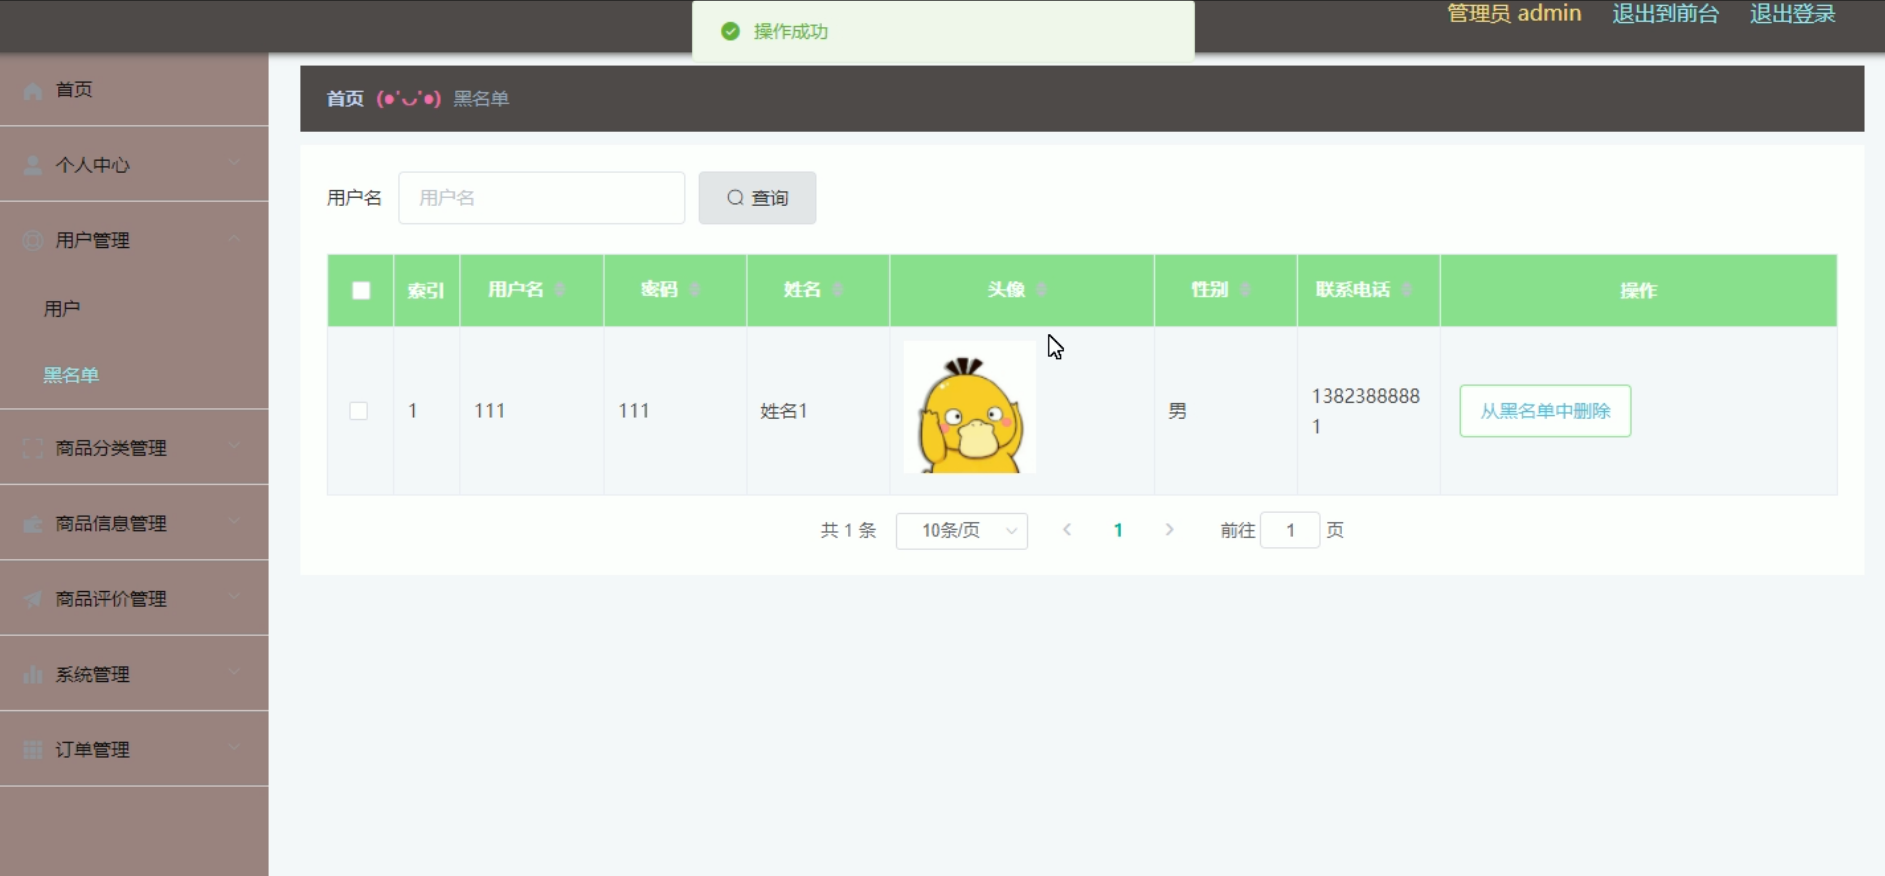 操作成功
管理员 admin 退出到前台 退出登录
首页
个人中心
用户管理
用户
黑名单
商品分类管理
商品信息管理
商品评价管理
系统管理
订单管理
首页 (●'◡'●) 黑名单
用户名 用户名 查询
索引 用户名 密码 姓名 头像 性别 联系电话 操作
1 111 111 姓名1 男 1382388888
1
从黑名单中删除
共 1 条 10条/页 1 前往 1 页